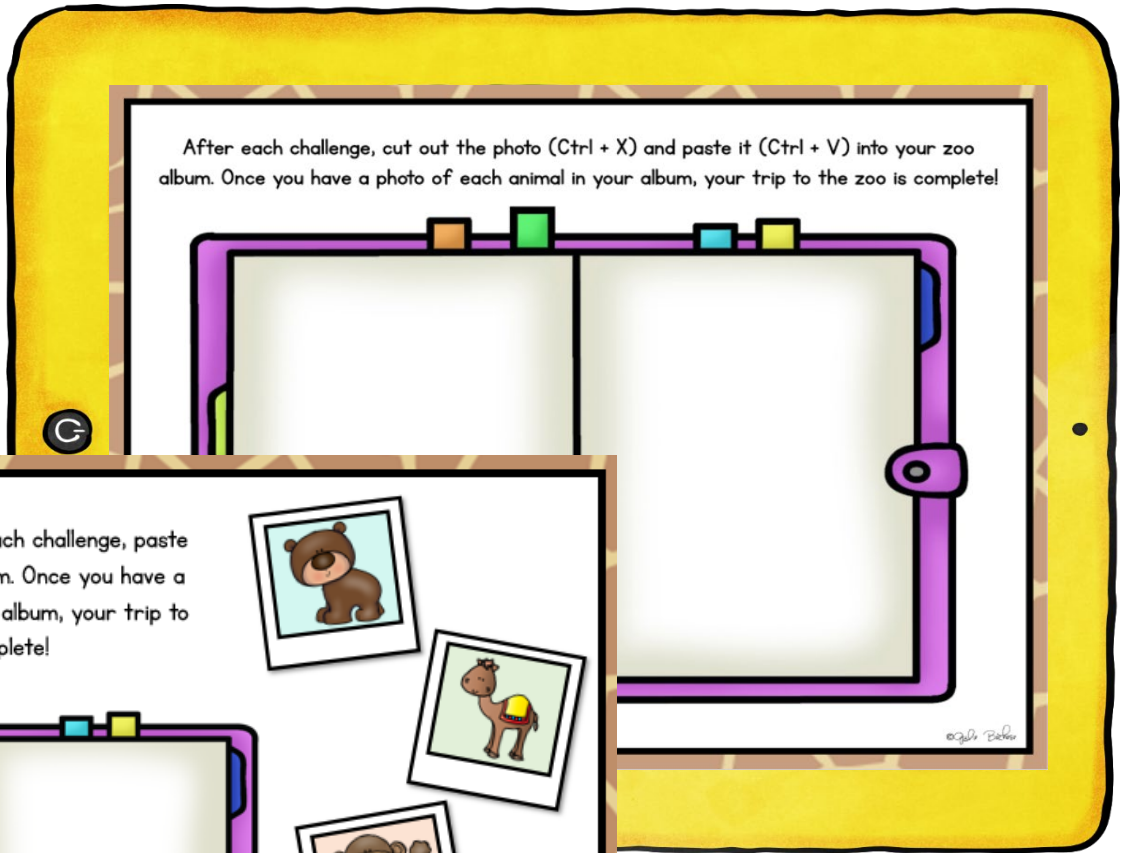 After each challenge, cut out the photo (Ctrl + X) and paste it (Ctrl + V) into your zoo
album. Once you have a photo of each animal in your album, your trip to the zoo is complete!
ch challenge, paste
Once you have a
album, your trip to
plete!